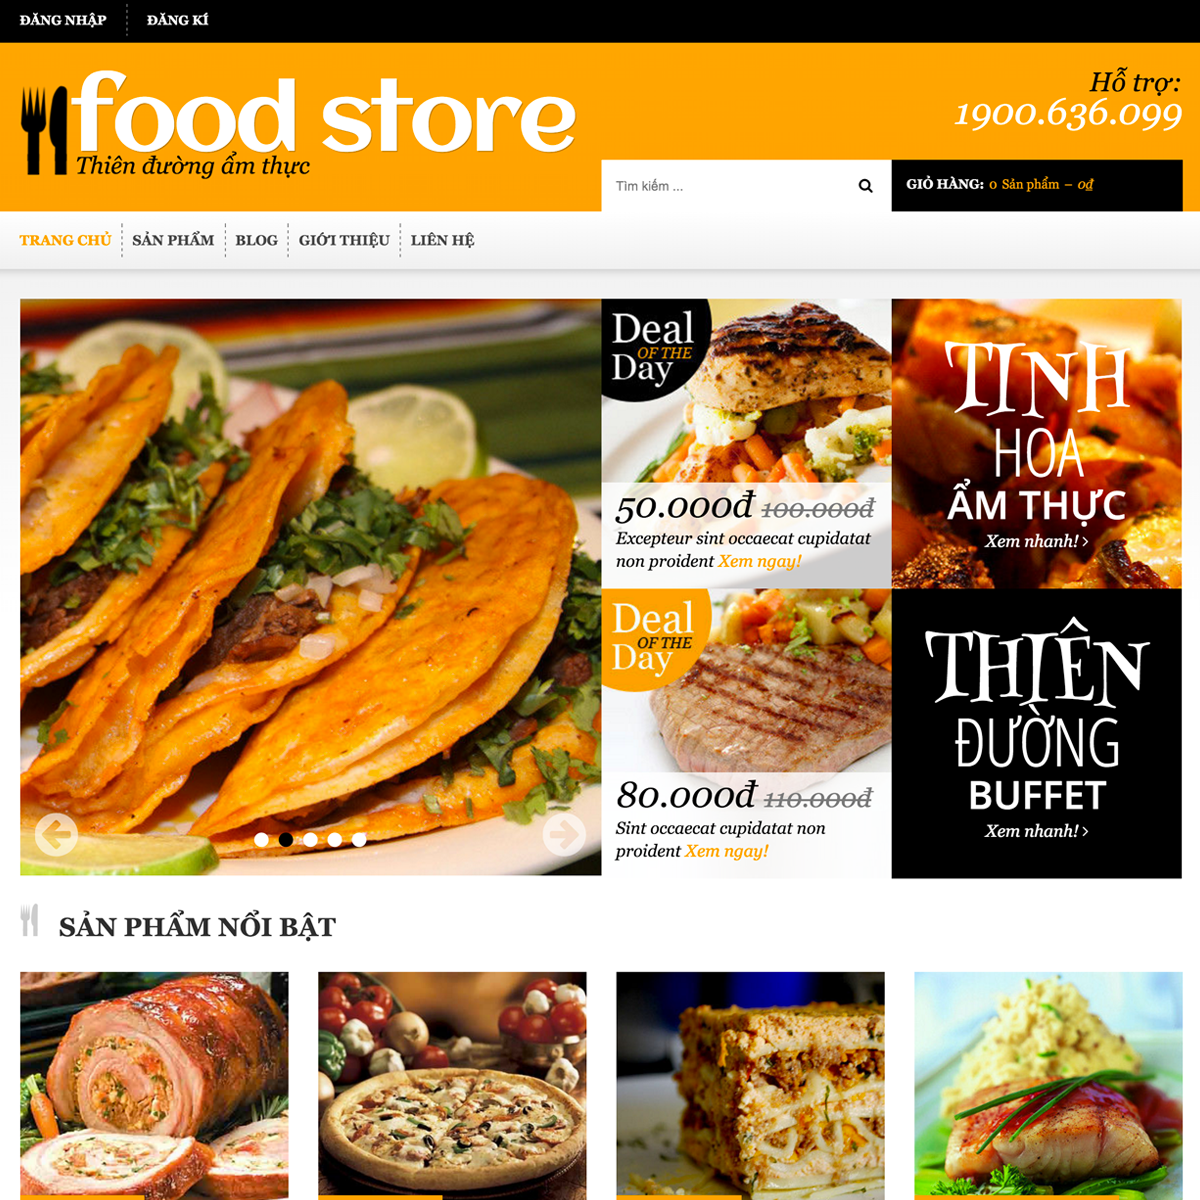 ĐĂNG NHẬP
ĐĂNG KÍ
food store
Thiên đường ẩm thực
Hỗ trợ:
1900.636.099
Tìm kiếm ...
GIỎ HÀNG: 0 Sản phẩm – 0₫
TRANG CHỦ
SẢN PHẨM
BLOG
GIỚI THIỆU
LIÊN HỆ
Deal
OF THE
Day
50.000đ 100.000đ
Excepteur sint occaecat cupidatat
non proident Xem ngay!
TINH
HOA
ẨM THỰC
Xem nhanh!
Deal
OF THE
Day
80.000đ 110.000đ
Sint occaecat cupidatat non
proident Xem ngay!
THIÊN
ĐƯỜNG
BUFFET
Xem nhanh!
SẢN PHẨM NỔI BẬT